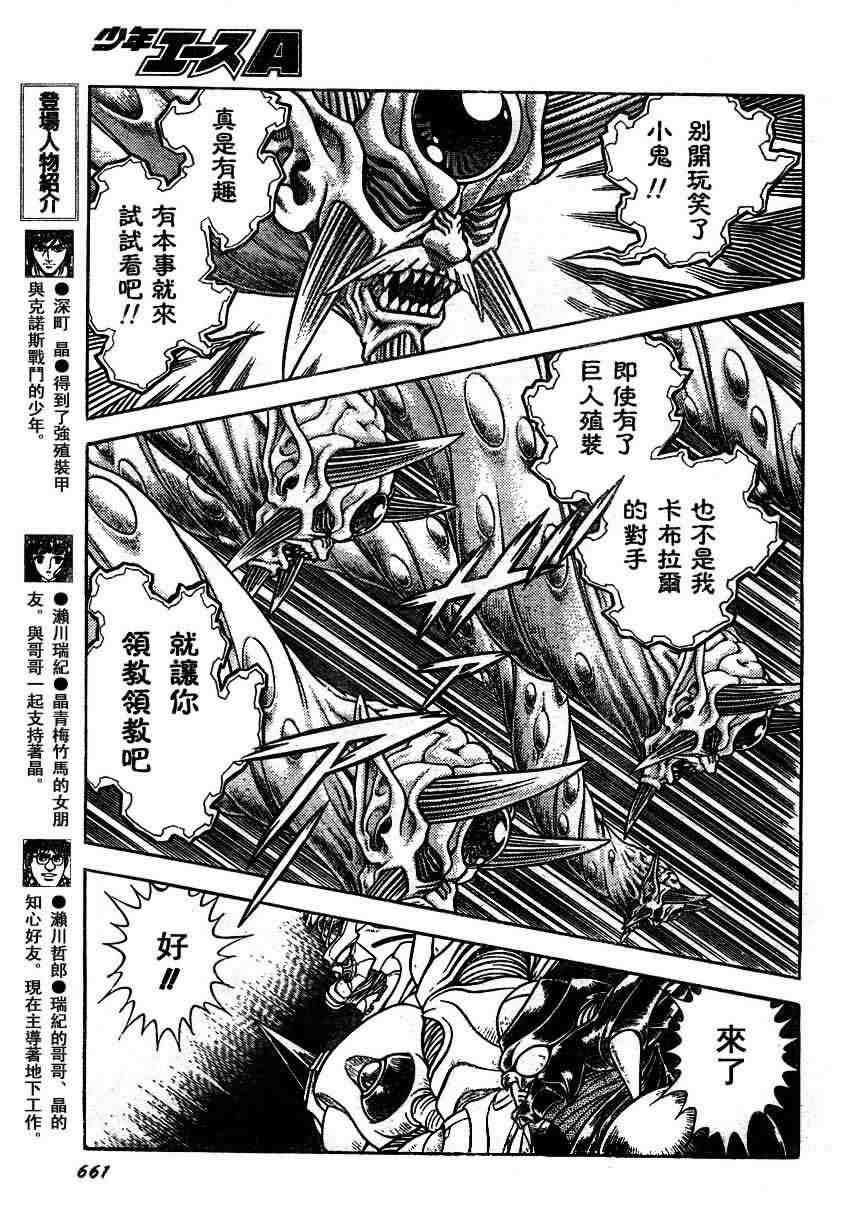 少年エースA
别開玩笑了
小鬼!!
真是有趣
有本事就來
試試看吧!!
即使有了
巨人殖裝
也不是我
卡布拉爾
的對手
就讓你
領教領教吧
來了
好!!
登場人物紹介
●深町 晶●得到了強殖裝甲
與克諾斯戰鬥的少年。
●瀨川瑞紀●晶青梅竹馬的女朋
友。與哥哥一起支持著晶。
●瀨川哲郎●瑞紀的哥哥、晶的
知心好友。現在主導著地下工作。
661